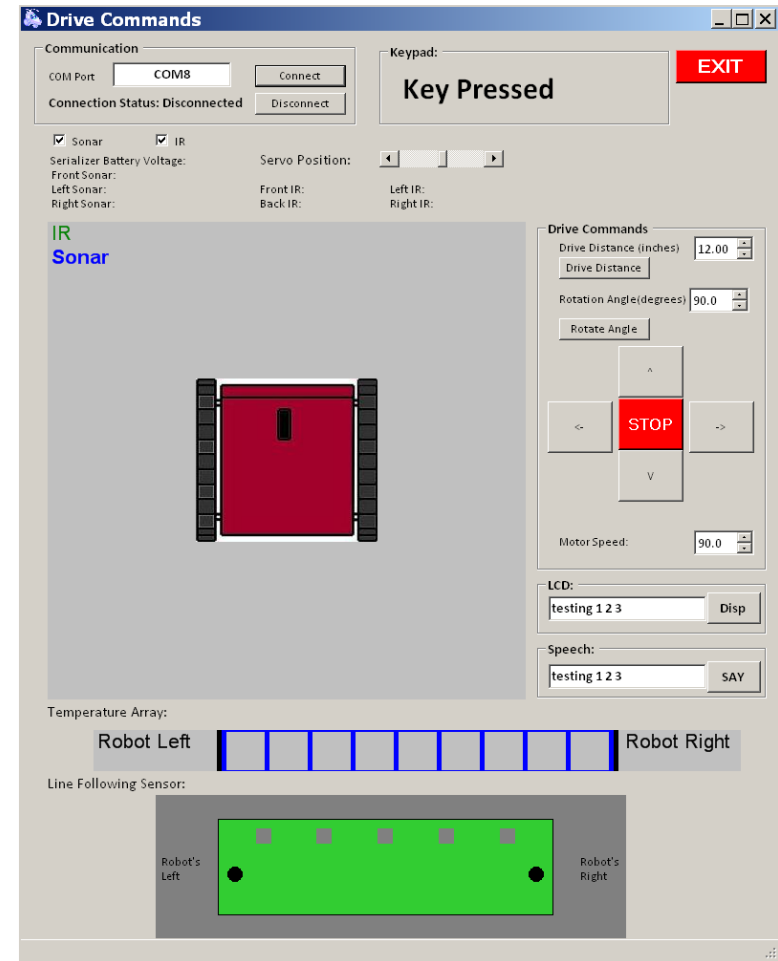 Drive Commands
Communication
COM Port COM8 Connect
Connection Status: Disconnected Disconnect
Keypad:
Key Pressed
EXIT
Sonar IR
Serializer Battery Voltage: Servo Position:
Front Sonar:
Left Sonar: Front IR: Left IR:
Right Sonar: Back IR: Right IR:
IR
Sonar
Drive Commands
Drive Distance (inches) 12.00
Drive Distance
Rotation Angle(degrees) 90.0
Rotate Angle
^
<- STOP ->
V
Motor Speed: 90.0
LCD:
testing 1 2 3 Disp
Speech:
testing 1 2 3 SAY
Temperature Array:
Robot Left Robot Right
Line Following Sensor:
Robot's Left
Robot's Right